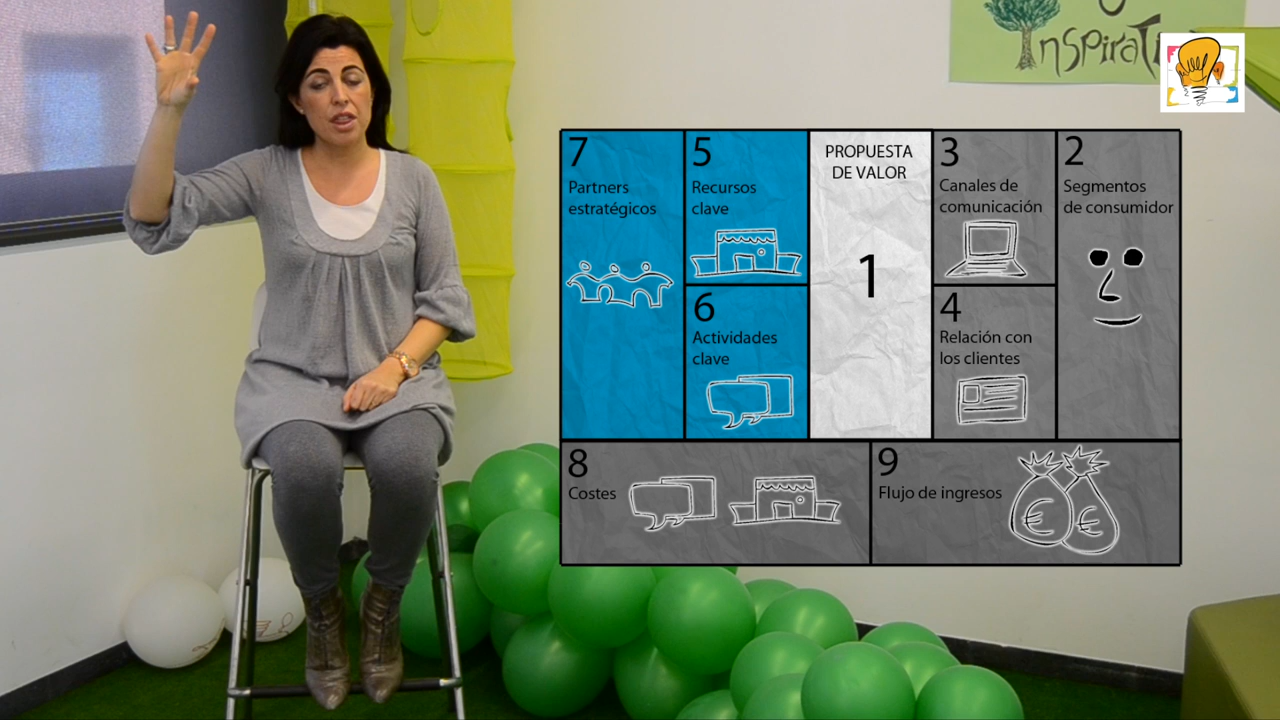 InspiraT
7
Partners
estratégicos
5
Recursos
clave
6
Actividades
clave
PROPUESTA
DE VALOR
1
3
Canales de
comunicación
4
Relación con
los clientes
2
Segmentos
de consumidor
8
Costes
9
Flujo de ingresos
€
€